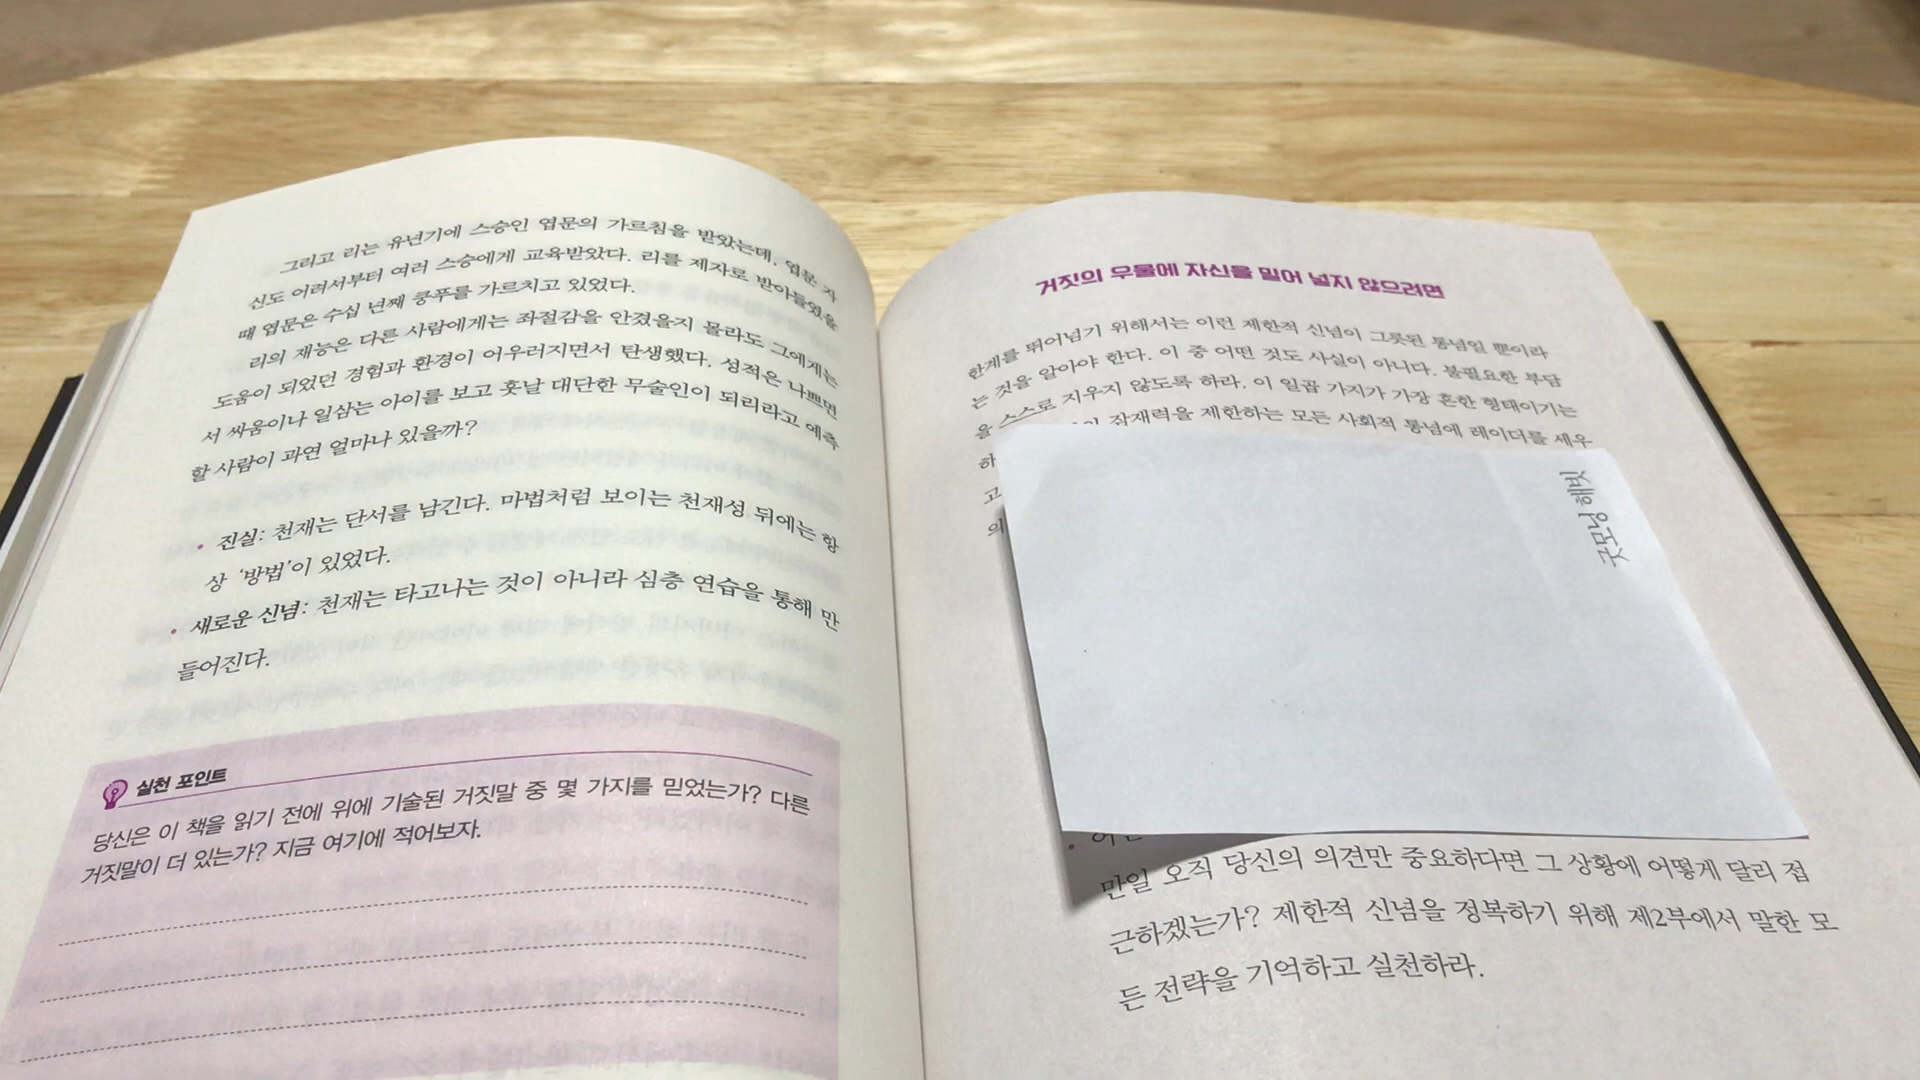 그리고 리는 유년기에 스승인 엽문의 가르침을 받았는데, 엽문 자
신도 어려서부터 여러 스승에게 교육받았다. 리를 제자로 받아들였을
때 엽문은 수십 년째 쿵푸를 가르치고 있었다.
리의 재능은 다른 사람에게는 좌절감을 안겼을지 몰라도 그에게는
도움이 되었던 경험과 환경이 어우러지면서 탄생했다. 성적은 나쁘면
서 싸움이나 일삼는 아이를 보고 훗날 대단한 무술인이 되리라고 예측
할 사람이 과연 얼마나 있을까?
• 진실: 천재는 단서를 남긴다. 마법처럼 보이는 천재성 뒤에는 항
상 ‘방법’이 있었다.
• 새로운 신념: 천재는 타고나는 것이 아니라 심층 연습을 통해 만
들어진다.
실천 포인트
당신은 이 책을 읽기 전에 위에 기술된 거짓말 중 몇 가지를 믿었는가? 다른
거짓말이 더 있는가? 지금 여기에 적어보자.
거짓의 우물에 자신을 밀어 넣지 않으려면
한계를 뛰어넘기 위해서는 이런 제한적 신념이 그릇된 통념일 뿐이라
는 것을 알아야 한다. 이 중 어떤 것도 사실이 아니다. 불필요한 부담
을 스스로 지우지 않도록 하라. 이 일곱 가지가 가장 흔한 형태이기는
하 잠재력을 제한하는 모든 사회적 통념에 레이더를 세우
고
의
굿모닝 해빗
만일 오직 당신의 의견만 중요하다면 그 상황에 어떻게 달리 접
근하겠는가? 제한적 신념을 정복하기 위해 제2부에서 말한 모
든 전략을 기억하고 실천하라.